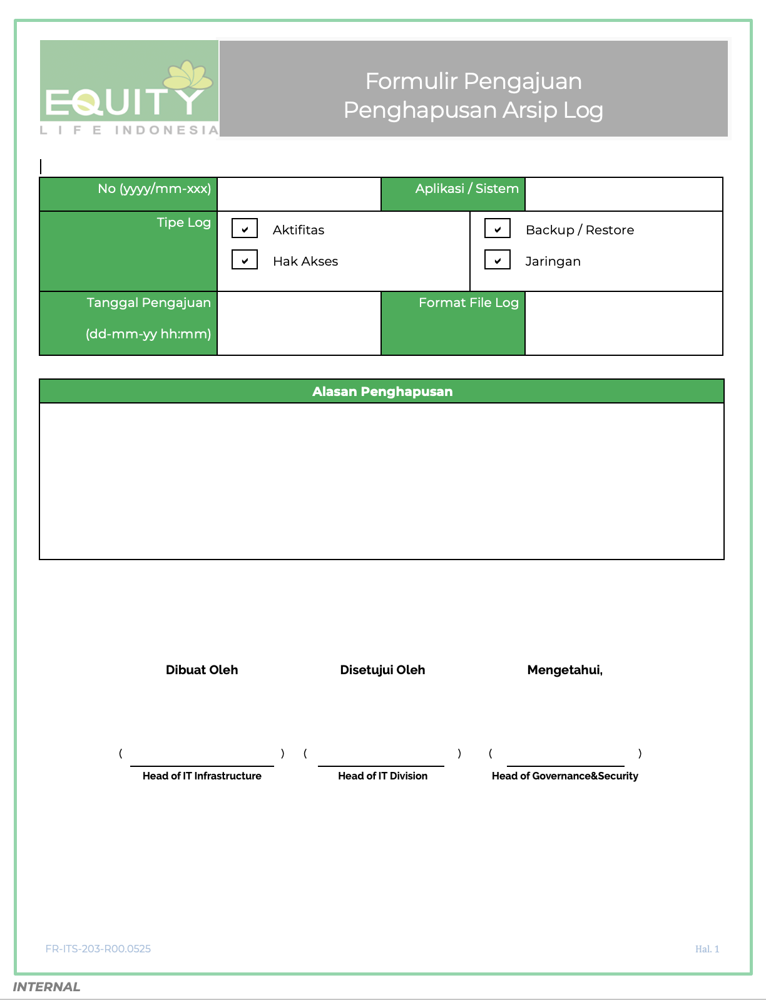 EQUITY
LIFE INDONESIA
Formulir Pengajuan
Penghapusan Arsip Log
No (yyyy/mm-xxx)
Aplikasi / Sistem
Tipe Log
Aktifitas
Backup / Restore
Hak Akses
Jaringan
Tanggal Pengajuan
(dd-mm-yy hh:mm)
Format File Log
Alasan Penghapusan
Dibuat Oleh
Disetujui Oleh
Mengetahui,
( )
( )
( )
Head of IT Infrastructure
Head of IT Division
Head of Governance&Security
FR-ITS-203-R00.0525
Hal. 1
INTERNAL